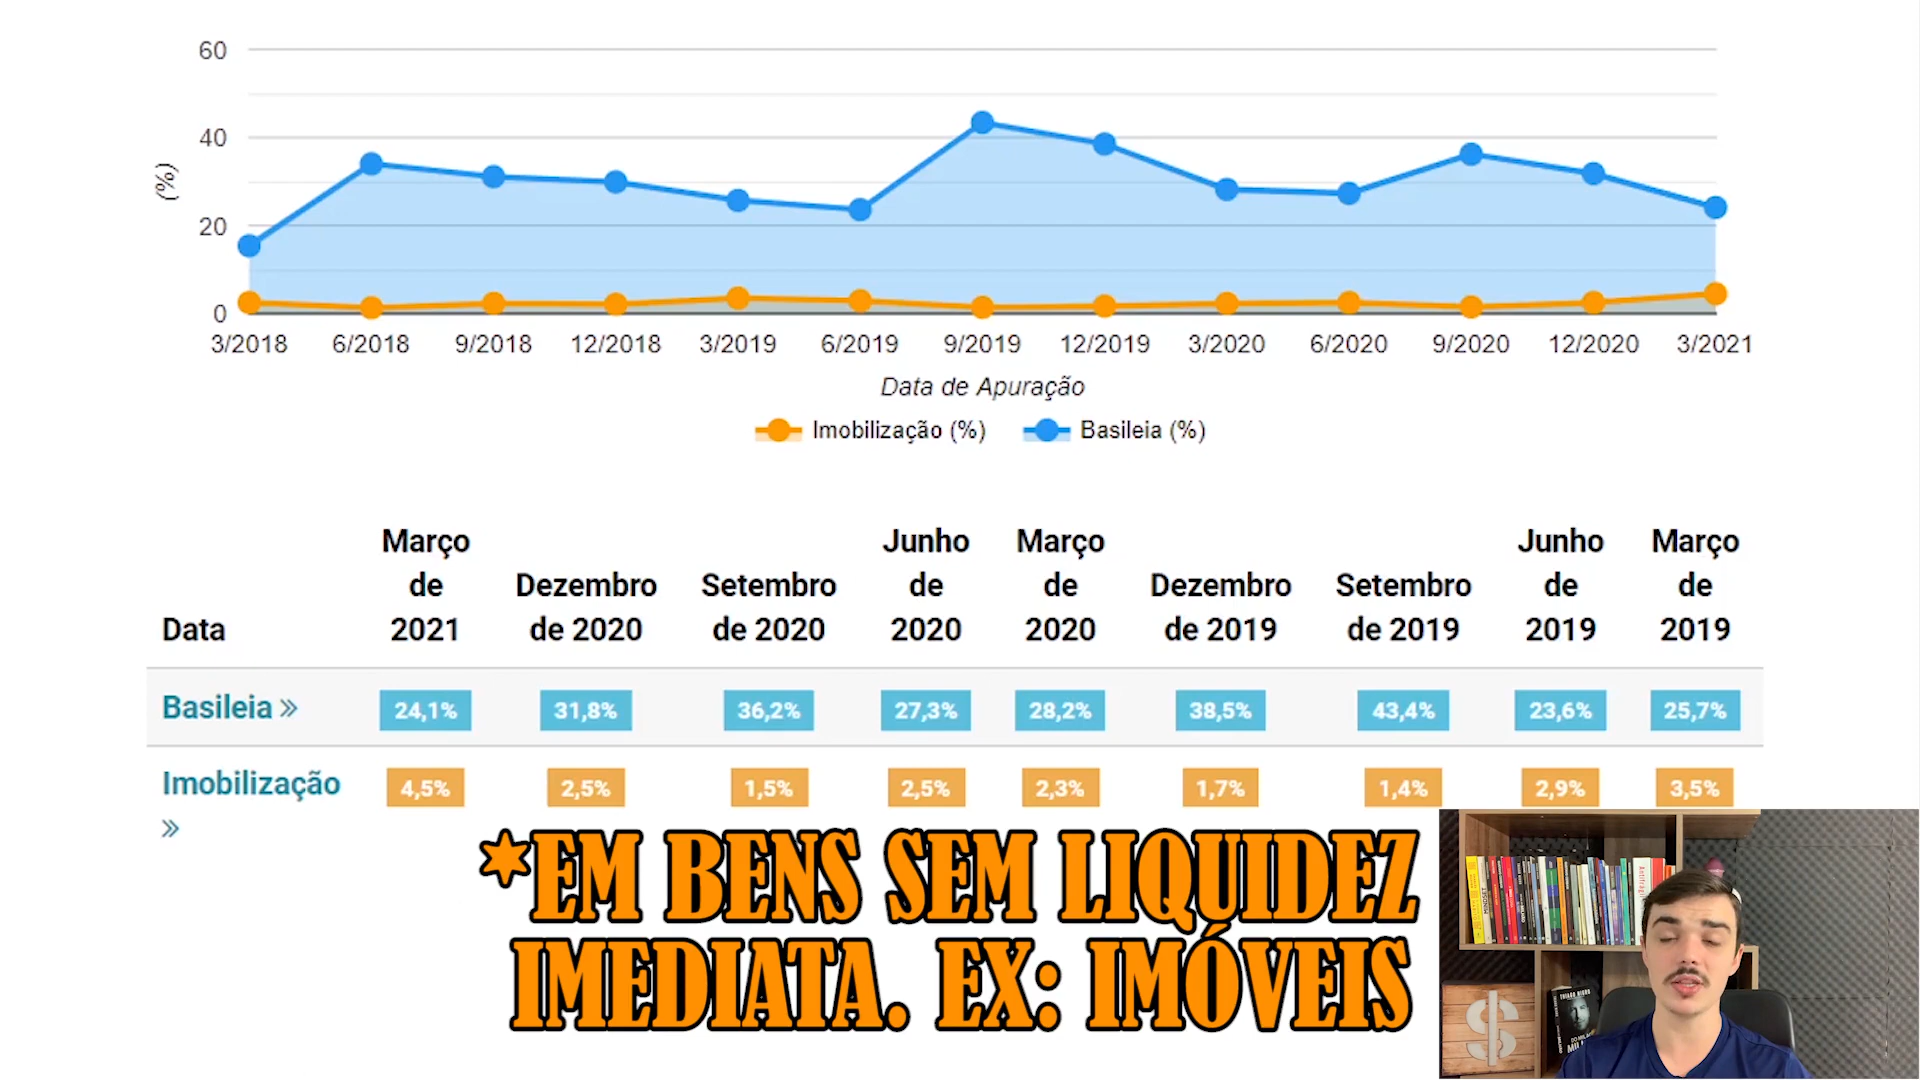 60
40
20
0
(%)
3/2018 6/2018 9/2018 12/2018 3/2019 6/2019 9/2019 12/2019 3/2020 6/2020 9/2020 12/2020 3/2021
Data de Apuração
Imobilização (%) Basileia (%)
Março Junho Março Junho Março
de Dezembro Setembro de de Dezembro Setembro de de
Data 2021 de 2020 de 2020 2020 2020 de 2019 de 2019 2019 2019
Basileia » 24,1% 31,8% 36,2% 27,3% 28,2% 38,5% 43,4% 23,6% 25,7%
Imobilização 4,5% 2,5% 1,5% 2,5% 2,3% 1,7% 1,4% 2,9% 3,5%
»
*EM BENS SEM LIQUIDEZ
IMEDIATA. EX: IMÓVEIS
Antifrágil
THIAGO NIGRO
$